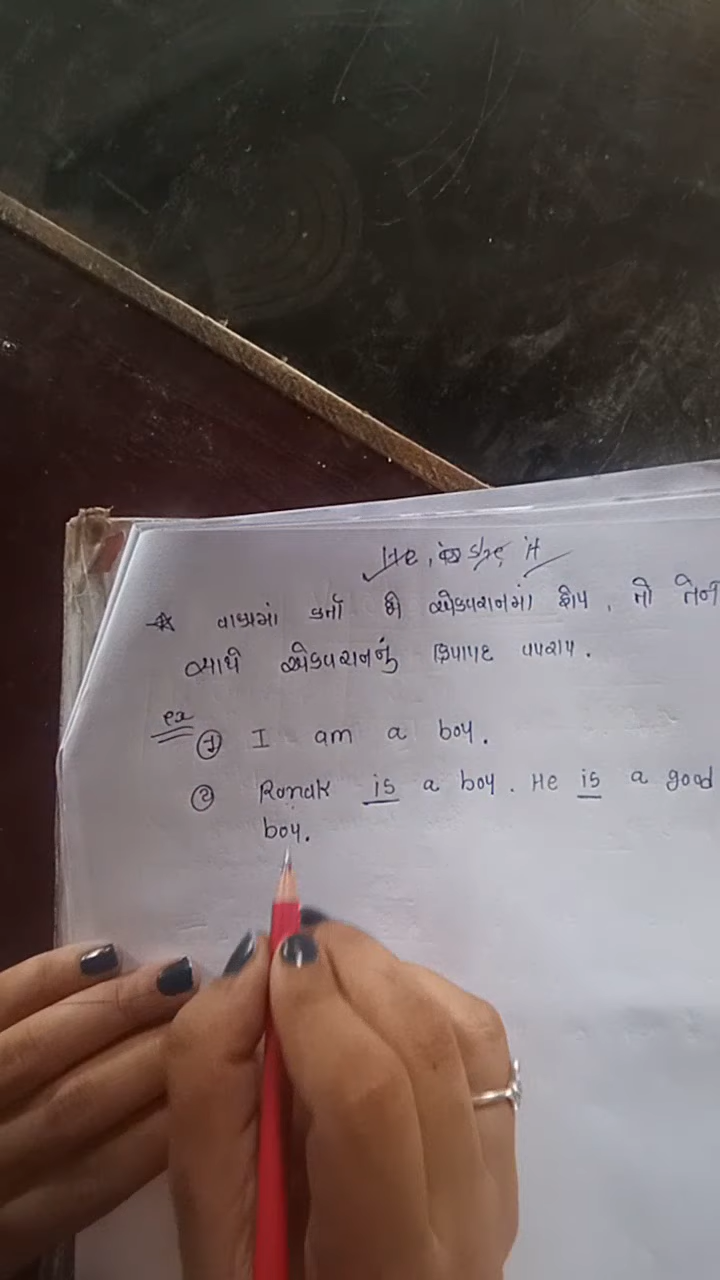 He, she, it
વાક્યમાં કર્તા જો એકવચનમાં હોય, તો તેની
સાથે એકવચનનું ક્રિયાપદ વપરાય.
ex
① I am a boy.
② Ronak is a boy. He is a good
boy.